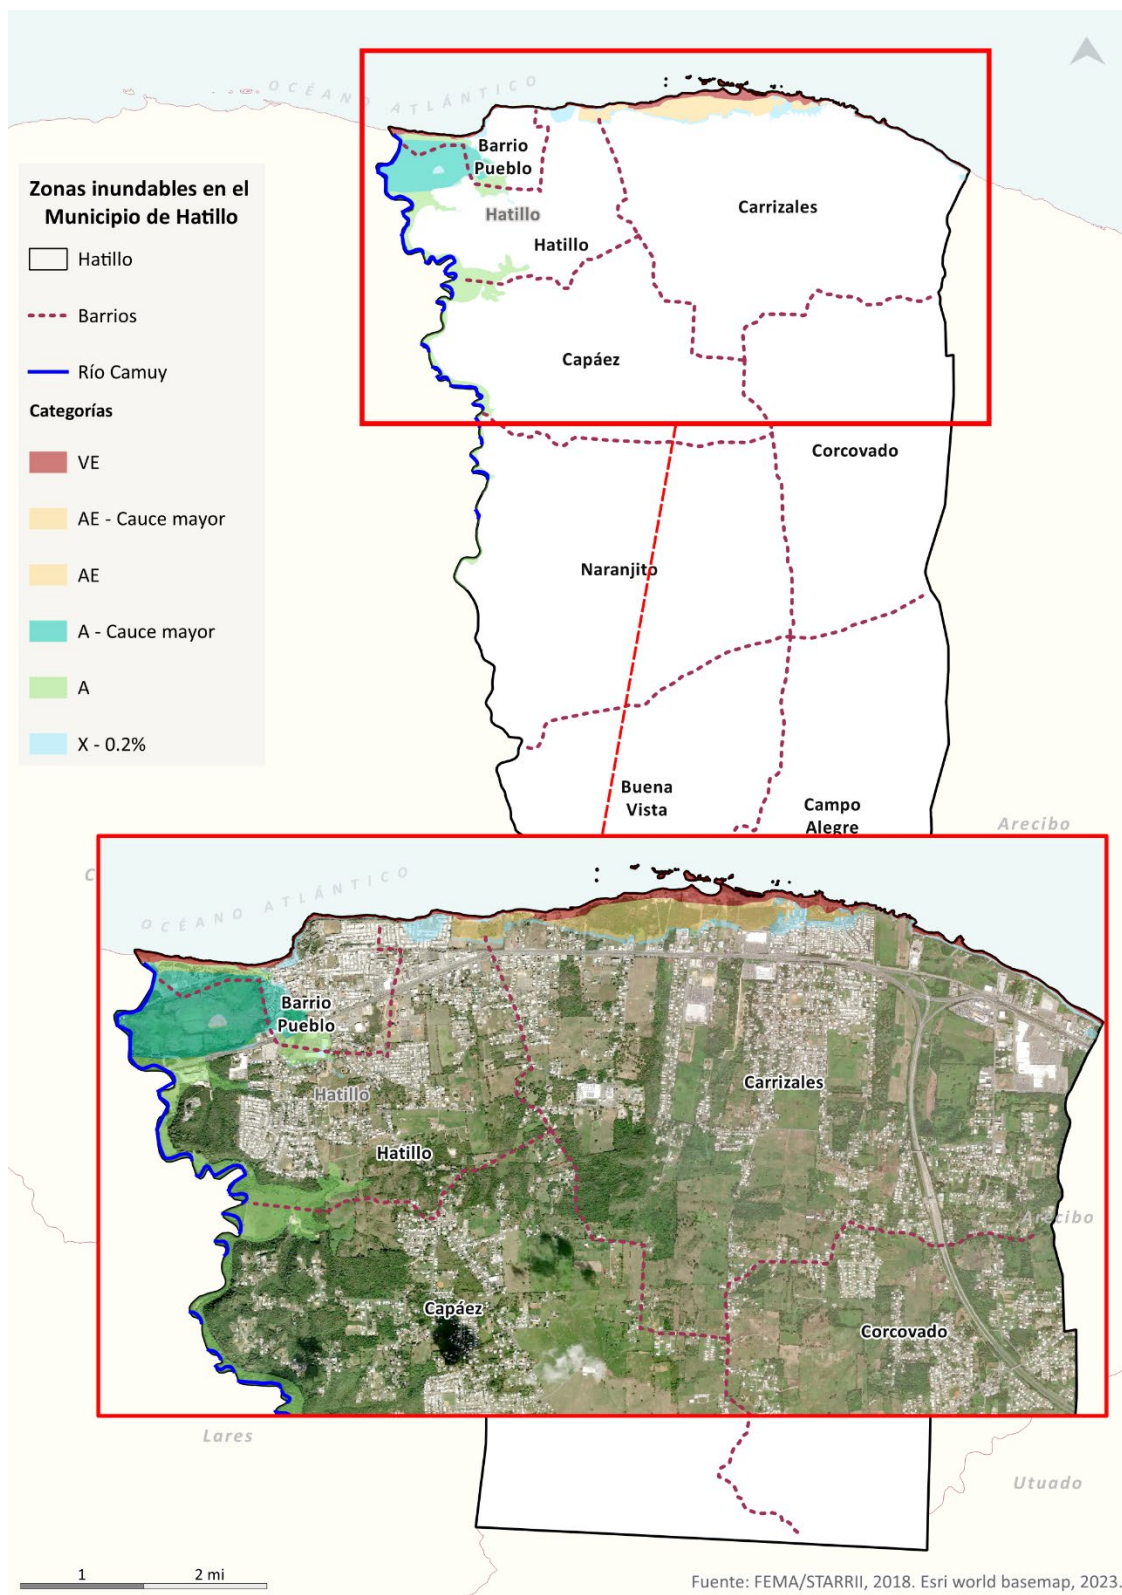 OCÉANO ATLÁNTICO
Zonas inundables en el
Municipio de Hatillo
Hatillo
Barrios
Río Camuy
Categorías
VE
AE - Cauce mayor
AE
A - Cauce mayor
A
X - 0.2%
Barrio
Pueblo
Carrizales
Hatillo
Hatillo
Capáez
Corcovado
Naranjito
Buena
Vista
Campo
Alegre
Arecibo
C
OCÉANO ATLÁNTICO
Barrio
Pueblo
Carrizales
Hatillo
Hatillo
Arecibo
Capáez
Corcovado
Lares
Utuado
1
2 mi
Fuente: FEMA/STARRII, 2018. Esri world basemap, 2023.